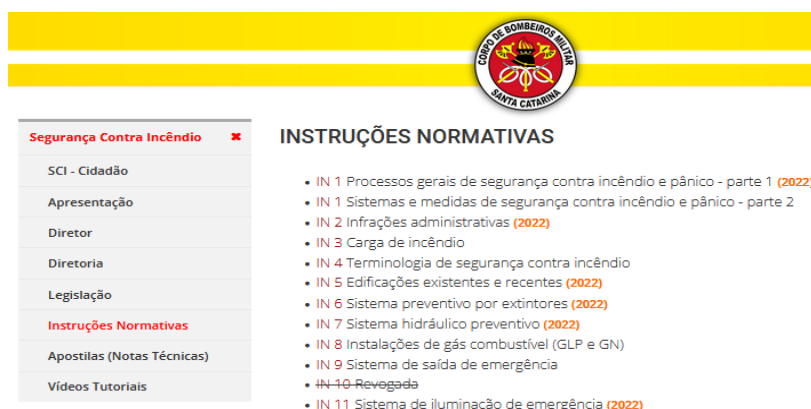 CORPO DE BOMBEIROS MILITAR
SANTA CATARINA
Segurança Contra Incêndio ✖
SCI - Cidadão
Apresentação
Diretor
Diretoria
Legislação
Instruções Normativas
Apostilas (Notas Técnicas)
Vídeos Tutoriais
INSTRUÇÕES NORMATIVAS
• IN 1 Processos gerais de segurança contra incêndio e pânico - parte 1 (2022)
• IN 1 Sistemas e medidas de segurança contra incêndio e pânico - parte 2
• IN 2 Infrações administrativas (2022)
• IN 3 Carga de incêndio
• IN 4 Terminologia de segurança contra incêndio
• IN 5 Edificações existentes e recentes (2022)
• IN 6 Sistema preventivo por extintores (2022)
• IN 7 Sistema hidráulico preventivo (2022)
• IN 8 Instalações de gás combustível (GLP e GN)
• IN 9 Sistema de saída de emergência
• IN 10 Revogada
• IN 11 Sistema de iluminação de emergência (2022)